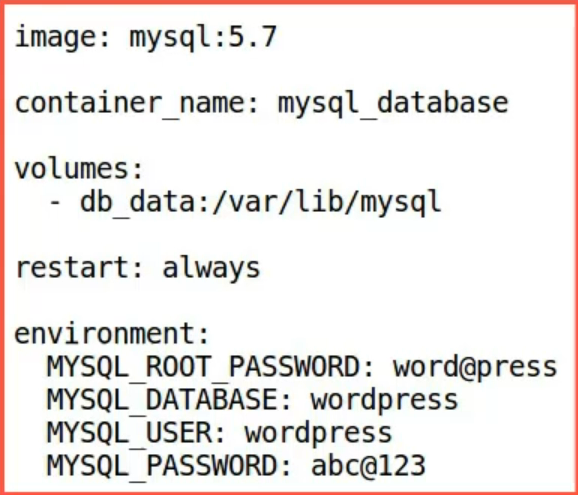 image: mysql:5.7
container_name: mysql_database
volumes:
  - db_data:/var/lib/mysql
restart: always
environment:
  MYSQL_ROOT_PASSWORD: word@press
  MYSQL_DATABASE: wordpress
  MYSQL_USER: wordpress
  MYSQL_PASSWORD: abc@123